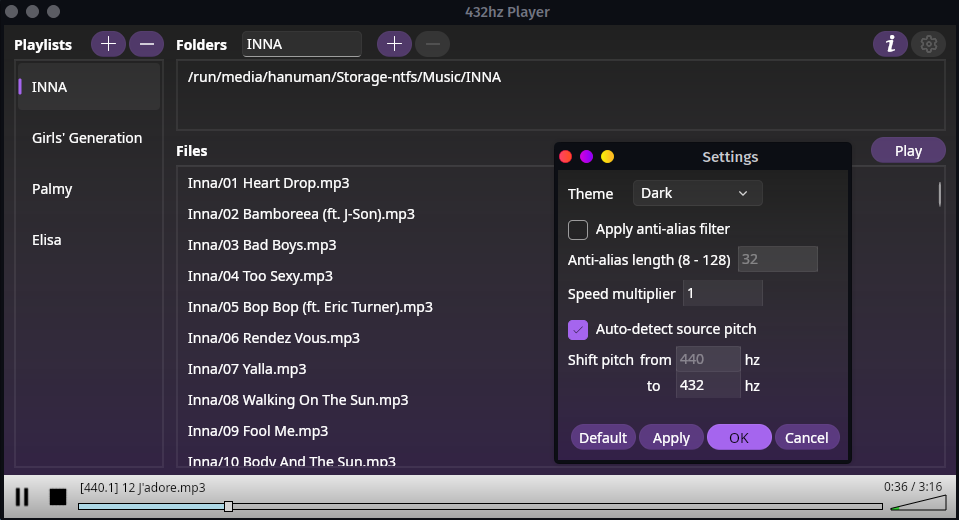 432hz Player
Playlists
Folders INNA
INNA
Girls' Generation
Palmy
Elisa
/run/media/hanuman/Storage-ntfs/Music/INNA
Files
Play
Inna/01 Heart Drop.mp3
Inna/02 Bamboreea (ft. J-Son).mp3
Inna/03 Bad Boys.mp3
Inna/04 Too Sexy.mp3
Inna/05 Bop Bop (ft. Eric Turner).mp3
Inna/06 Rendez Vous.mp3
Inna/07 Yalla.mp3
Inna/08 Walking On The Sun.mp3
Inna/09 Fool Me.mp3
Inna/10 Body And The Sun.mp3
Settings
Theme Dark
Apply anti-alias filter
Anti-alias length (8 - 128) 32
Speed multiplier 1
Auto-detect source pitch
Shift pitch from 440 hz
to 432 hz
Default Apply OK Cancel
[440.1] 12 J'adore.mp3
0:36 / 3:16